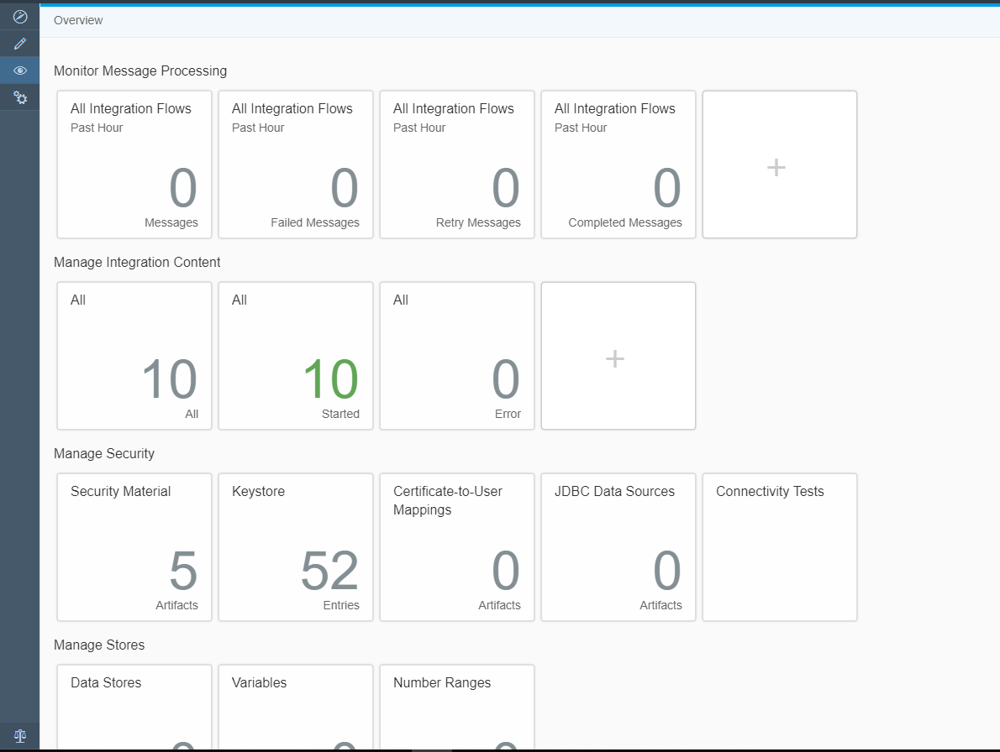 Overview
Monitor Message Processing
All Integration Flows
Past Hour
0
Messages
All Integration Flows
Past Hour
0
Failed Messages
All Integration Flows
Past Hour
0
Retry Messages
All Integration Flows
Past Hour
0
Completed Messages
+
Manage Integration Content
All
10
All
All
10
Started
All
0
Error
+
Manage Security
Security Material
5
Artifacts
Keystore
52
Entries
Certificate-to-User
Mappings
0
Artifacts
JDBC Data Sources
0
Artifacts
Connectivity Tests
Manage Stores
Data Stores
Variables
Number Ranges